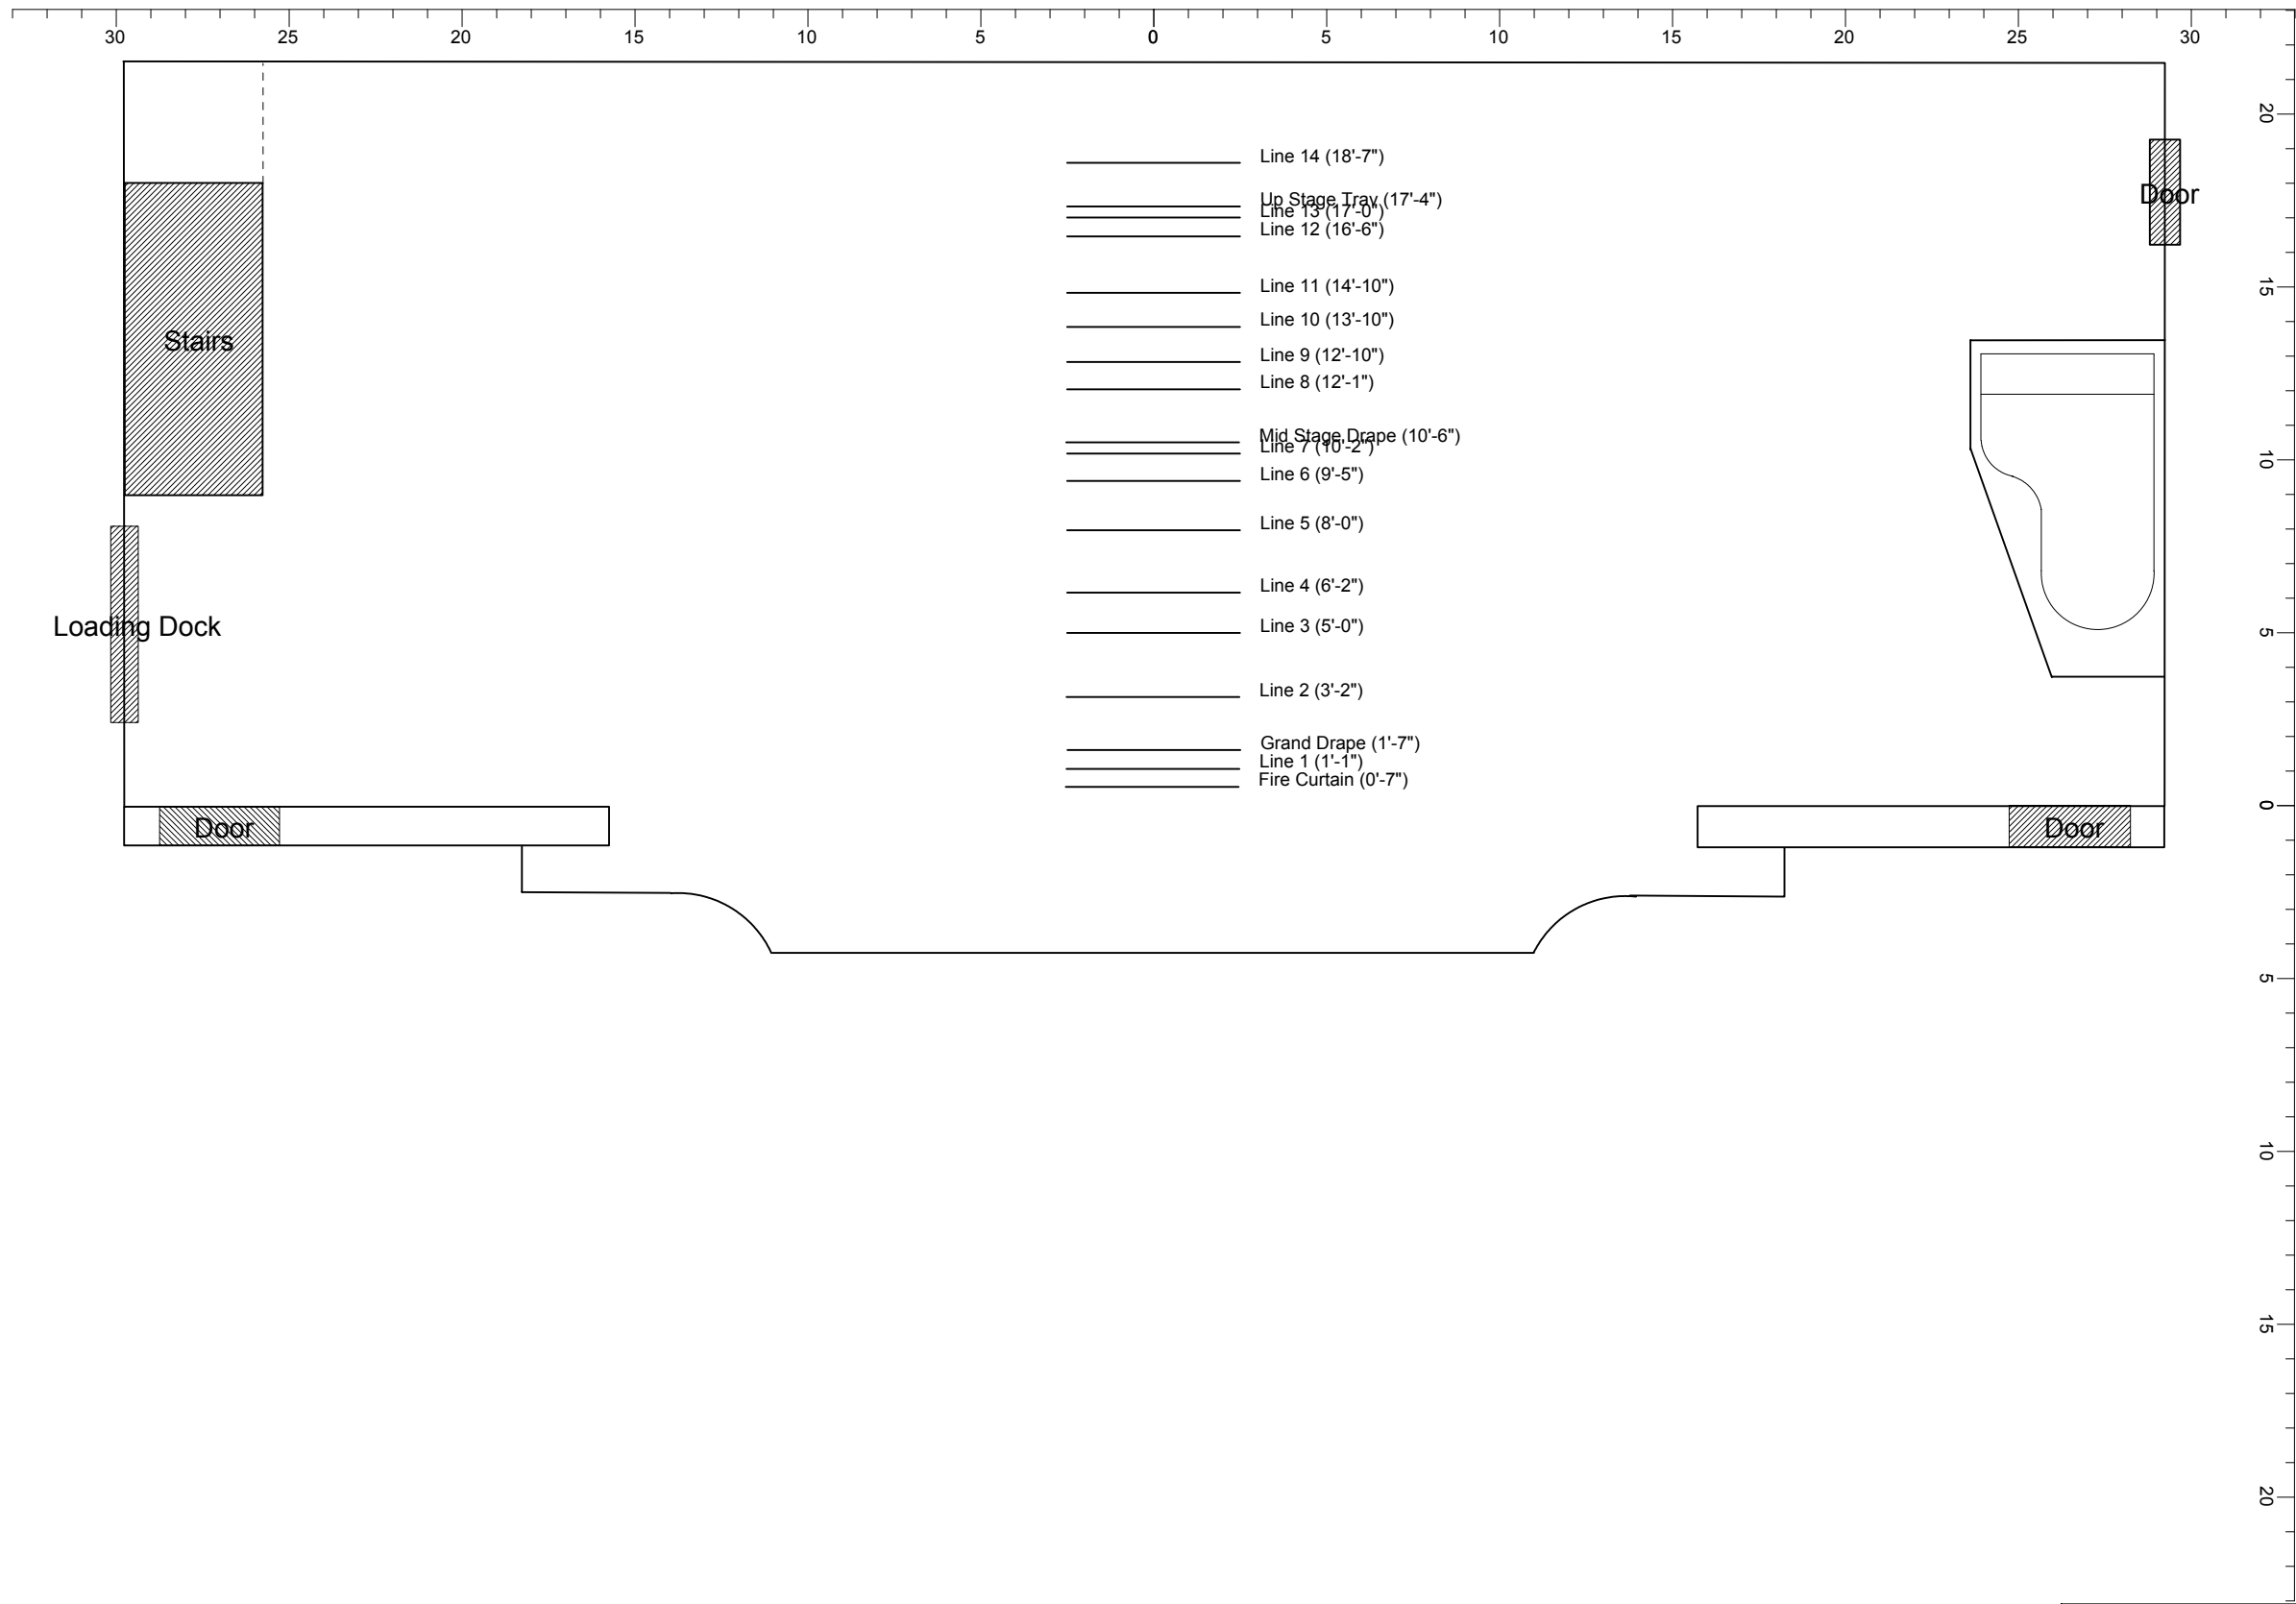 30 25 20 15 10 5 0 5 10 15 20 25 30
20
Line 14 (18'-7")
Door
Up Stage Tray (17'-4")
Line 13 (17'-0")
Line 12 (16'-6")
15
Line 11 (14'-10")
Line 10 (13'-10")
Stairs
Line 9 (12'-10")
Line 8 (12'-1")
Mid Stage Drape (10'-6")
Line 7 (10'-2")
10
Line 6 (9'-5")
Line 5 (8'-0")
Line 4 (6'-2")
Loading Dock
Line 3 (5'-0")
5
Line 2 (3'-2")
Grand Drape (1'-7")
Line 1 (1'-1")
Fire Curtain (0'-7")
0
Door
Door
5
10
15
20